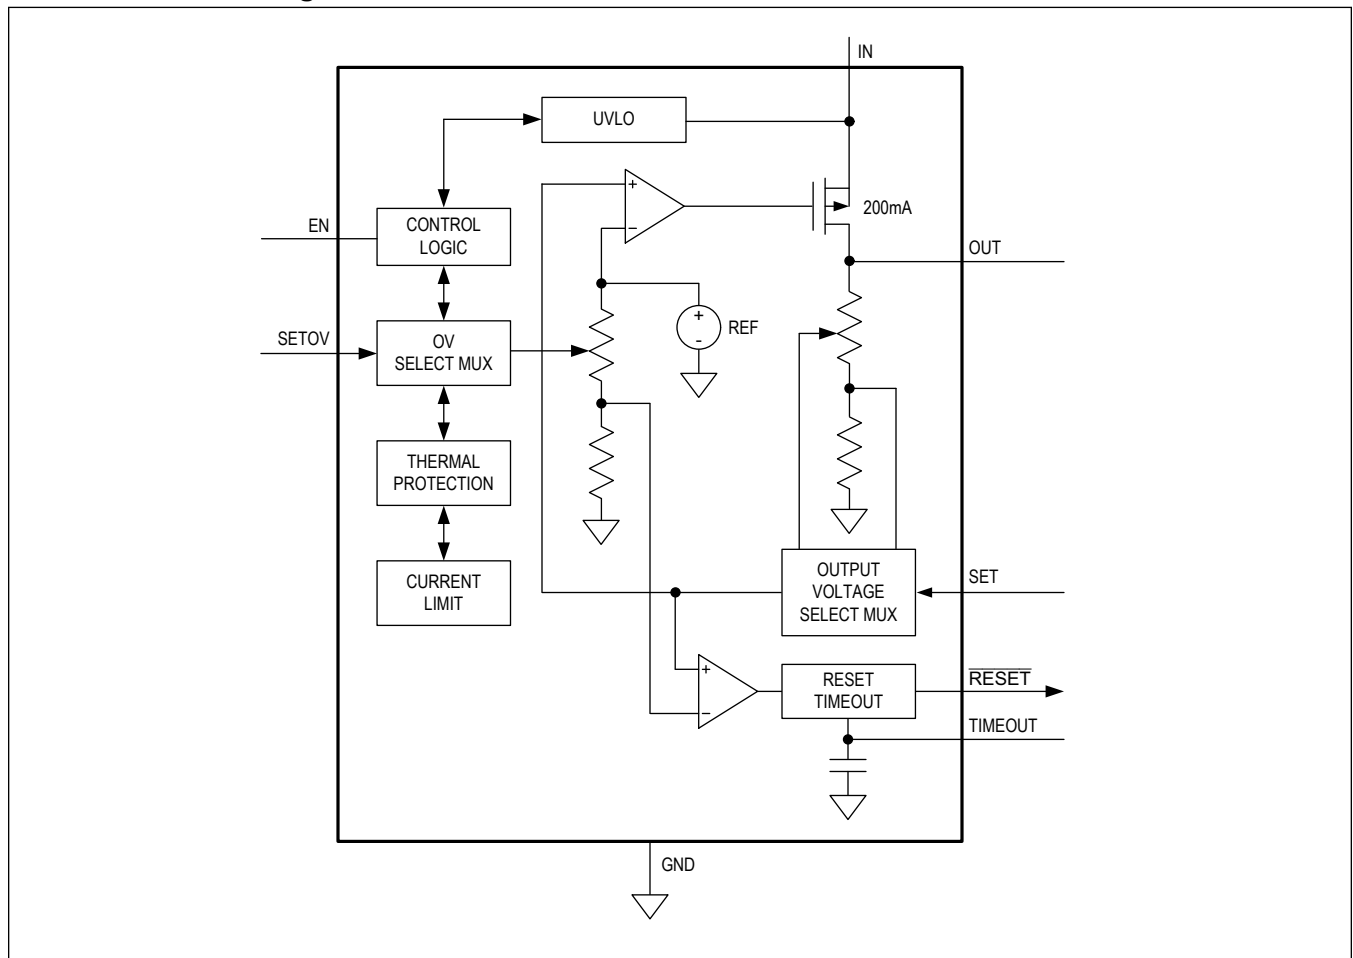 IN
UVLO
+
−
200mA
EN
CONTROL
LOGIC
OUT
SETOV
OV
SELECT MUX
+
-
REF
THERMAL
PROTECTION
CURRENT
LIMIT
OUTPUT
VOLTAGE
SELECT MUX
SET
+
−
RESET
TIMEOUT
RESET
TIMEOUT
GND